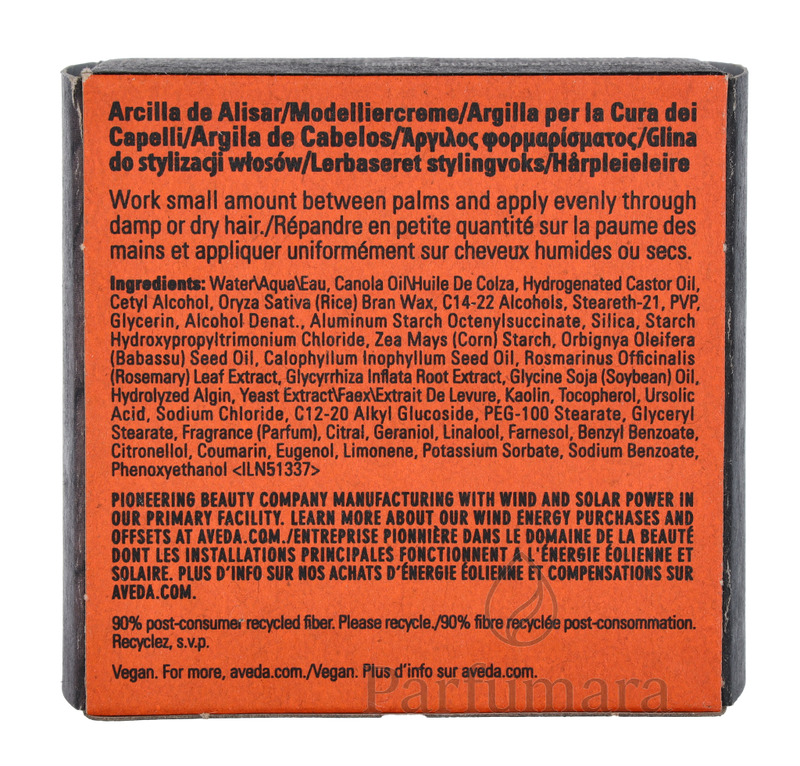 Arcilla de Alisar/Modelliercreme/Argilla per la Cura dei
Capelli/Argila de Cabelos/Άργιλος φορμαρίσματος/Glina
do stylizacji włosów/Lerbaseret stylingvoks/Hårpleieleire
Work small amount between palms and apply evenly through
damp or dry hair./Répandre en petite quantité sur la paume des
mains et appliquer uniformément sur cheveux humides ou secs.
Ingredients: Water\Aqua\Eau, Canola Oil\Huile De Colza, Hydrogenated Castor Oil,
Cetyl Alcohol, Oryza Sativa (Rice) Bran Wax, C14-22 Alcohols, Steareth-21, PVP,
Glycerin, Alcohol Denat., Aluminum Starch Octenylsuccinate, Silica, Starch
Hydroxypropyltrimonium Chloride, Zea Mays (Corn) Starch, Orbignya Oleifera
(Babassu) Seed Oil, Calophyllum Inophyllum Seed Oil, Rosmarinus Officinalis
(Rosemary) Leaf Extract, Glycyrrhiza Inflata Root Extract, Glycine Soja (Soybean) Oil,
Hydrolyzed Algin, Yeast Extract\Faex\Extrait De Levure, Kaolin, Tocopherol, Ursolic
Acid, Sodium Chloride, C12-20 Alkyl Glucoside, PEG-100 Stearate, Glyceryl
Stearate, Fragrance (Parfum), Citral, Geraniol, Linalool, Farnesol, Benzyl Benzoate,
Citronellol, Coumarin, Eugenol, Limonene, Potassium Sorbate, Sodium Benzoate,
Phenoxyethanol <ILN51337>
PIONEERING BEAUTY COMPANY MANUFACTURING WITH WIND AND SOLAR POWER IN
OUR PRIMARY FACILITY. LEARN MORE ABOUT OUR WIND ENERGY PURCHASES AND
OFFSETS AT AVEDA.COM./ENTREPRISE PIONNIÈRE DANS LE DOMAINE DE LA BEAUTÉ
DONT LES INSTALLATIONS PRINCIPALES FONCTIONNENT A L'ÉNERGIE ÉOLIENNE ET
SOLAIRE. PLUS D'INFO SUR NOS ACHATS D'ÉNERGIE ÉOLIENNE ET COMPENSATIONS SUR
AVEDA.COM.
90% post-consumer recycled fiber. Please recycle./90% fibre recyclée post-consommation.
Recyclez, s.v.p.
Vegan. For more, aveda.com./Vegan. Plus d'info sur aveda.com.
Parfumara